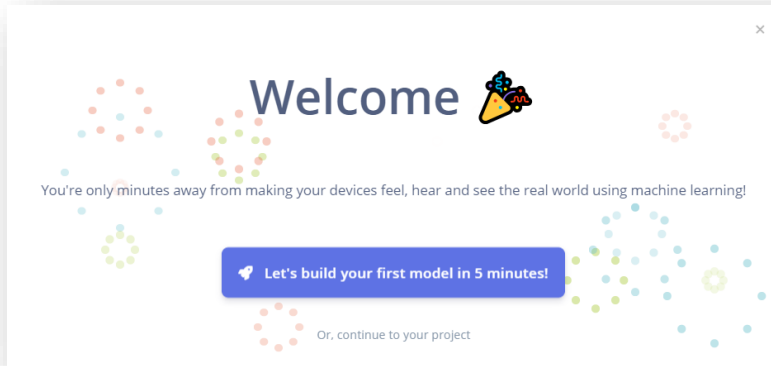 Welcome
You're only minutes away from making your devices feel, hear and see the real world using machine learning!
Let's build your first model in 5 minutes!
Or, continue to your project